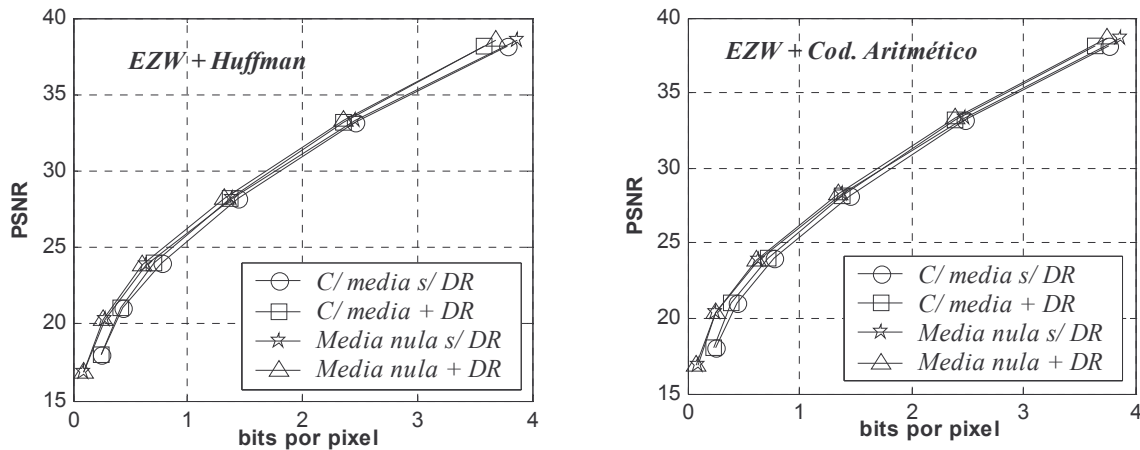 EZW + Huffman
PSNR
40
35
30
25
20
15
0 1 2 3 4
bits por pixel
C/ media s/ DR
C/ media + DR
Media nula s/ DR
Media nula + DR
EZW + Cod. Aritmético
PSNR
40
35
30
25
20
15
0 1 2 3 4
bits por pixel
C/ media s/ DR
C/ media + DR
Media nula s/ DR
Media nula + DR